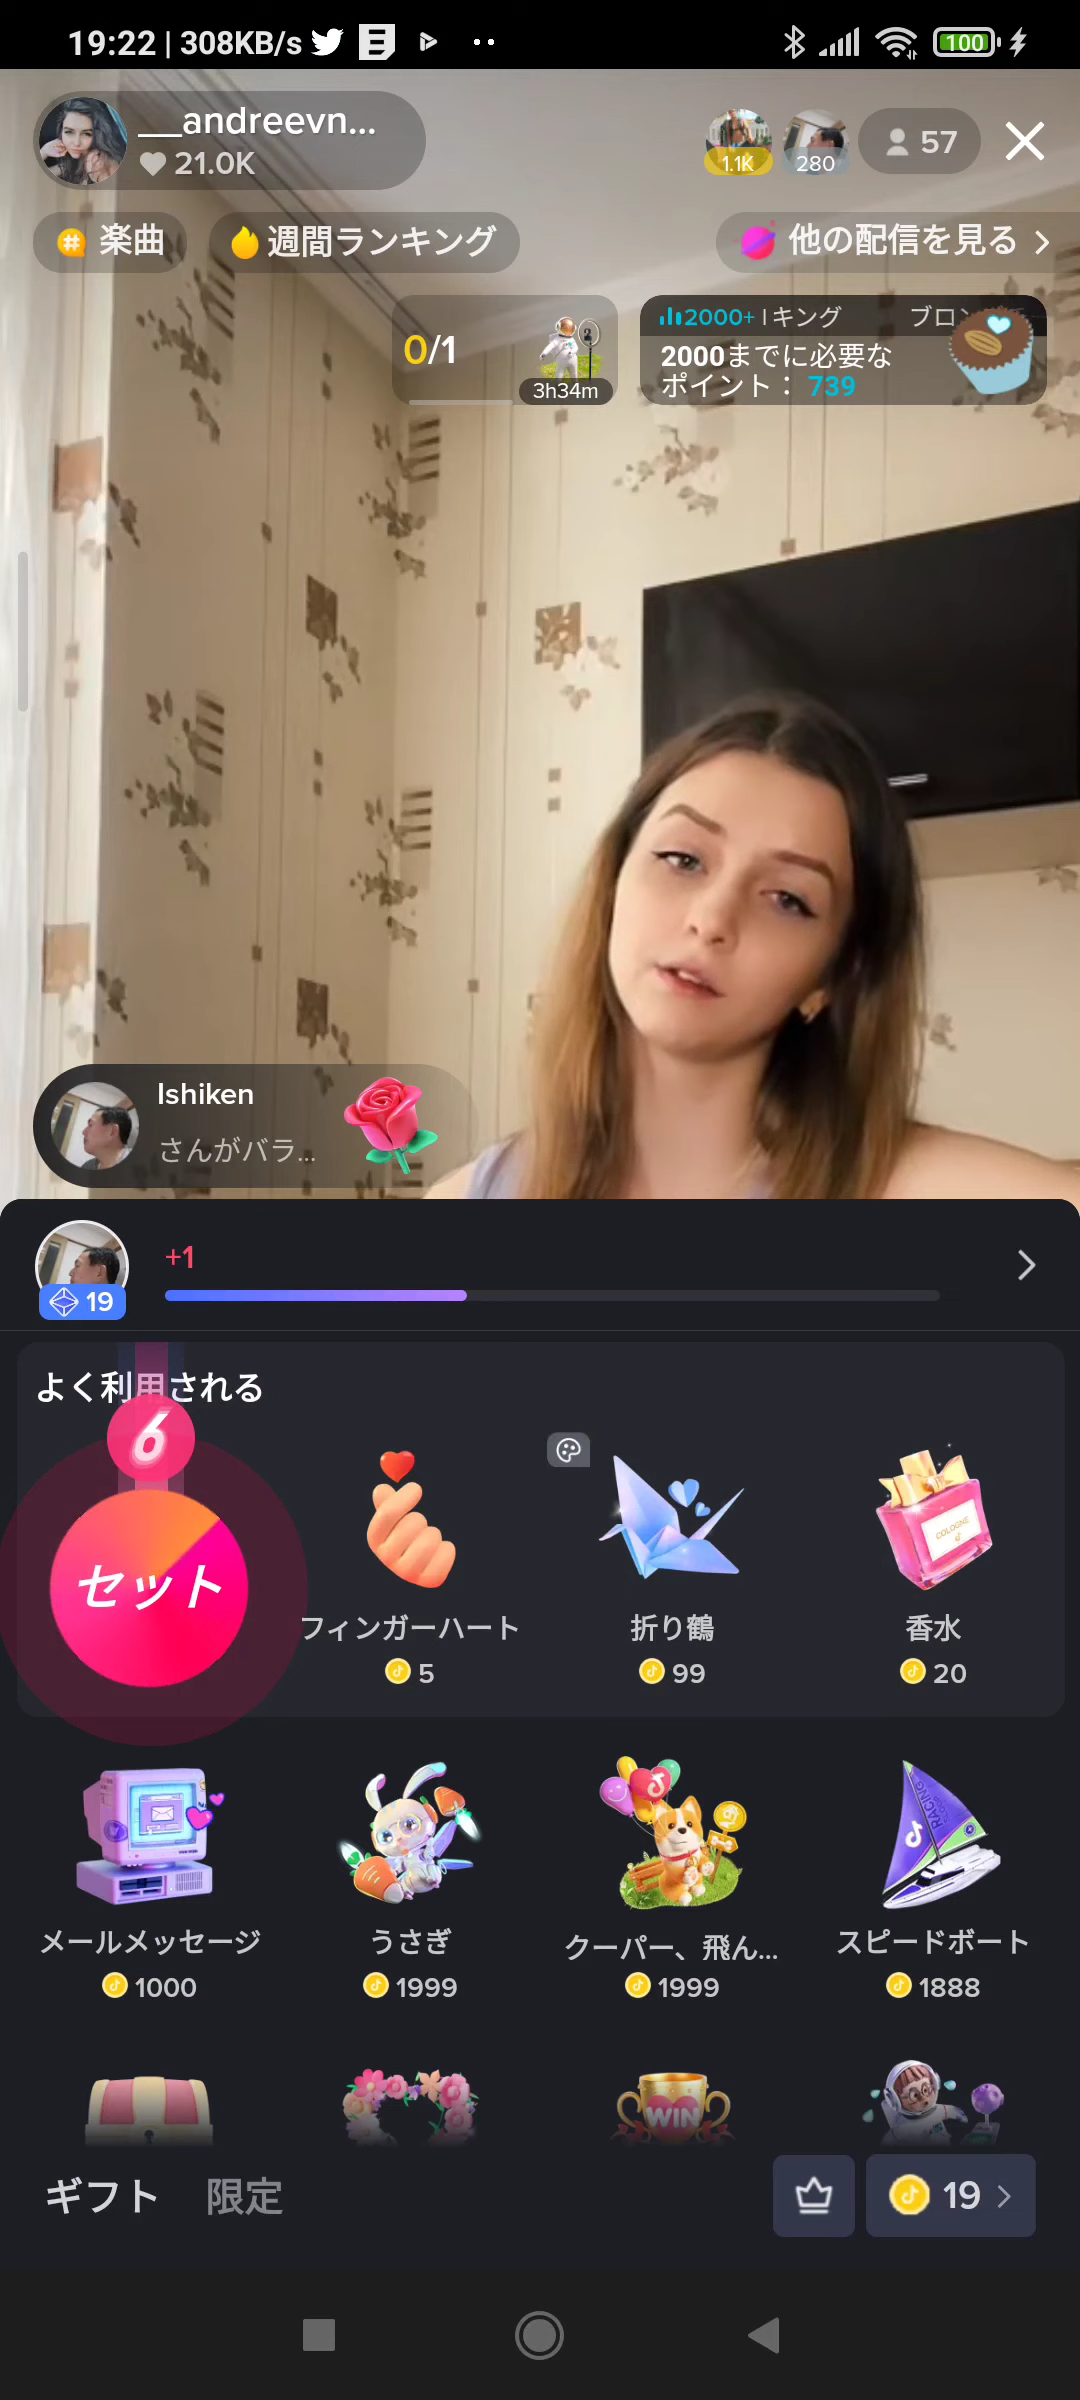 19:22 | 308KB/s
100
__andreevn...
21.0K
1.1K
280
57
楽曲
週間ランキング
他の配信を見る
0/1
3h34m
2000+ | キング
ブロン
2000までに必要な
ポイント： 739
Ishiken
さんがバラ...
+1
19
よく利用される
6
セット
フィンガーハート
5
折り鶴
99
COLOGNE
香水
20
メールメッセージ
1000
うさぎ
1999
クーパー、飛ん...
1999
RACING
スピードボート
1888
WIN
ギフト
限定
19